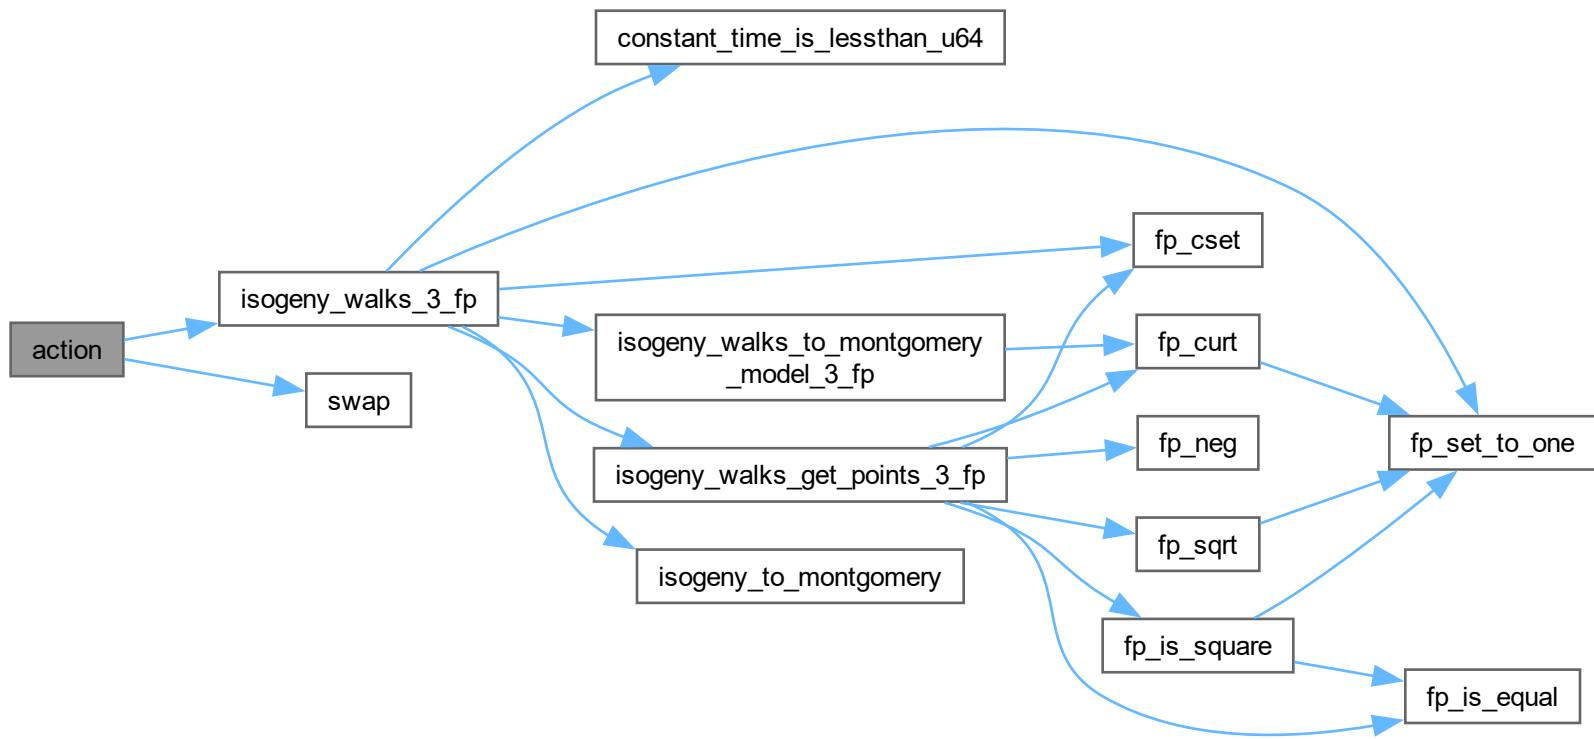 constant_time_is_lessthan_u64
fp_cset
isogeny_walks_3_fp
isogeny_walks_to_montgomery
_model_3_fp
fp_curt
action
swap
fp_neg
fp_set_to_one
isogeny_walks_get_points_3_fp
fp_sqrt
isogeny_to_montgomery
fp_is_square
fp_is_equal